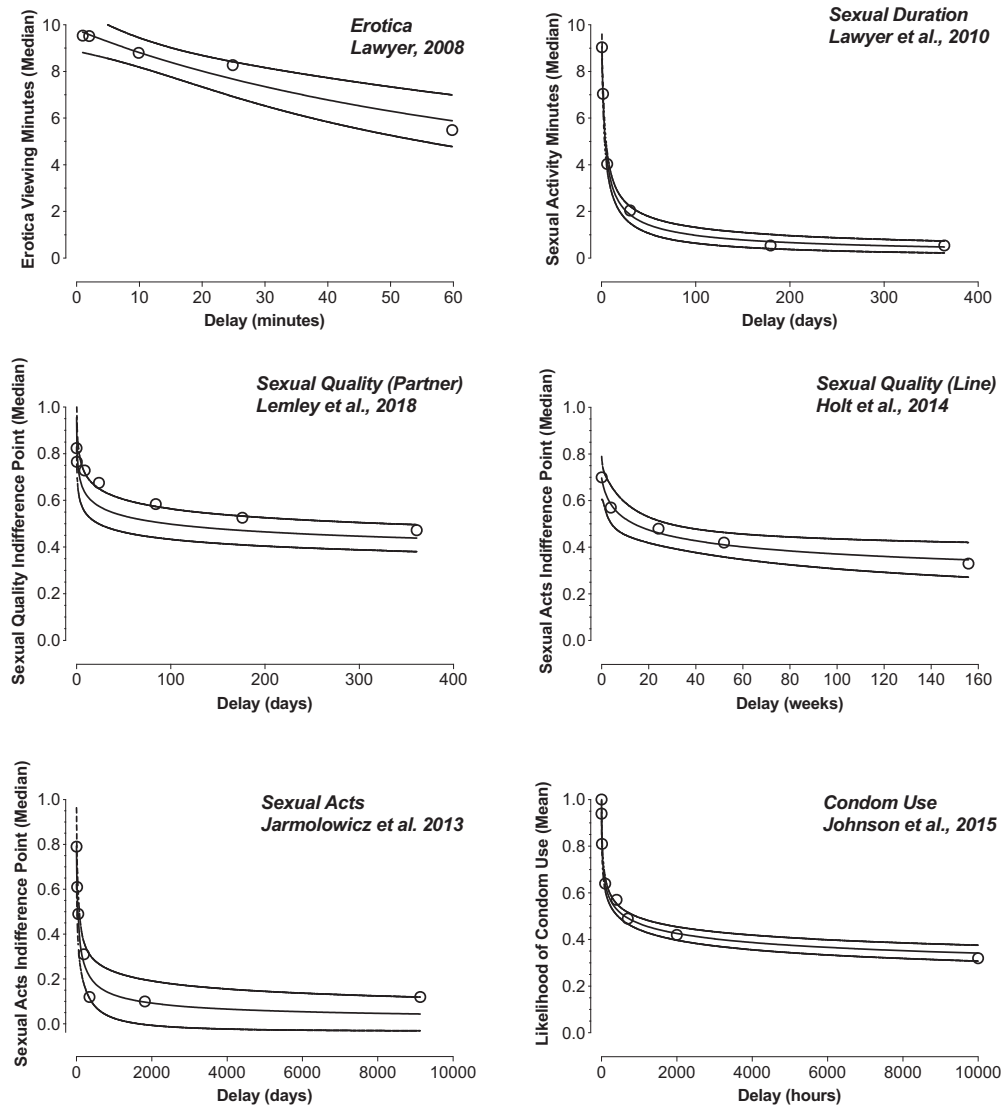 Erotica
Lawyer, 2008
Erotica Viewing Minutes (Median)
10
8
6
4
2
0
0 10 20 30 40 50 60
Delay (minutes)
Sexual Duration
Lawyer et al., 2010
Sexual Activity Minutes (Median)
10
8
6
4
2
0
0 100 200 300 400
Delay (days)
Sexual Quality (Partner)
Lemley et al., 2018
Sexual Quality Indifference Point (Median)
1.0
0.8
0.6
0.4
0.2
0.0
0 100 200 300 400
Delay (days)
Sexual Quality (Line)
Holt et al., 2014
Sexual Acts Indifference Point (Median)
1.0
0.8
0.6
0.4
0.2
0.0
0 20 40 60 80 100 120 140 160
Delay (weeks)
Sexual Acts
Jarmolowicz et al. 2013
Sexual Acts Indifference Point (Median)
1.0
0.8
0.6
0.4
0.2
0.0
0 2000 4000 6000 8000 10000
Delay (days)
Condom Use
Johnson et al., 2015
Likelihood of Condom Use (Mean)
1.0
0.8
0.6
0.4
0.2
0.0
0 2000 4000 6000 8000 10000
Delay (hours)